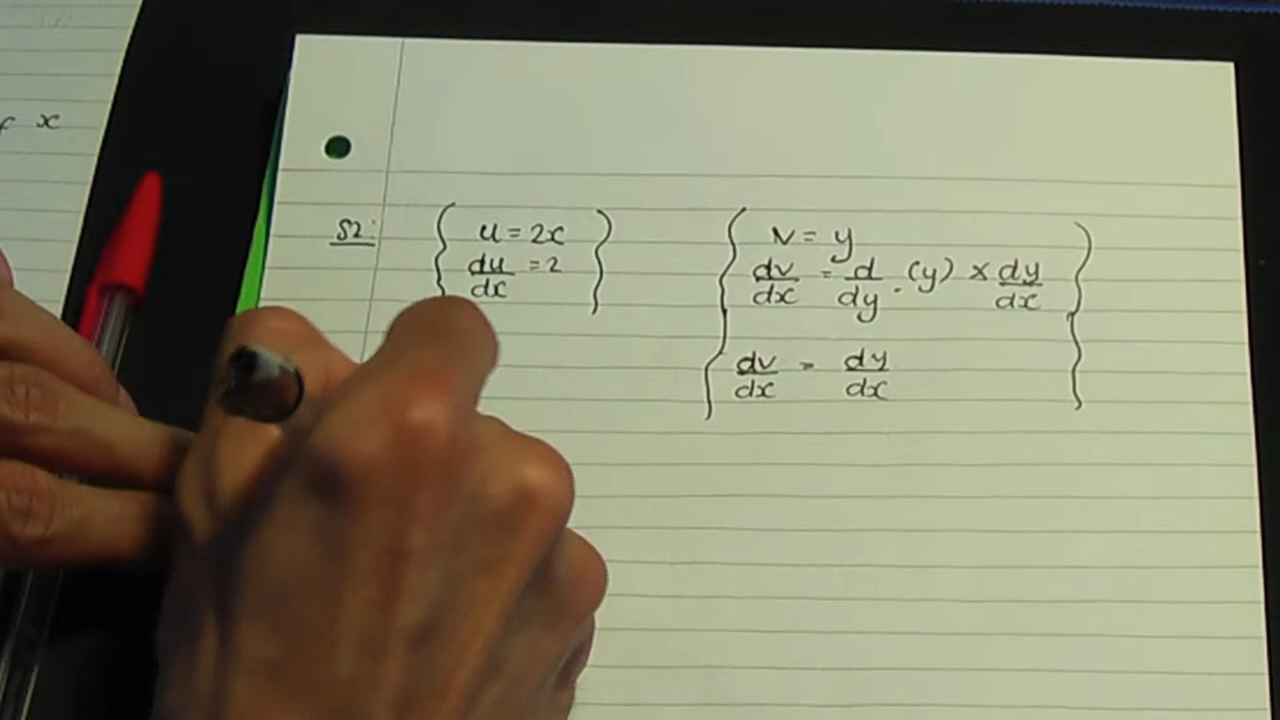 x
S2:
u = 2x
du/dx = 2
v = y
dv/dx = d/dy . (y) × dy/dx
dv/dx = dy/dx